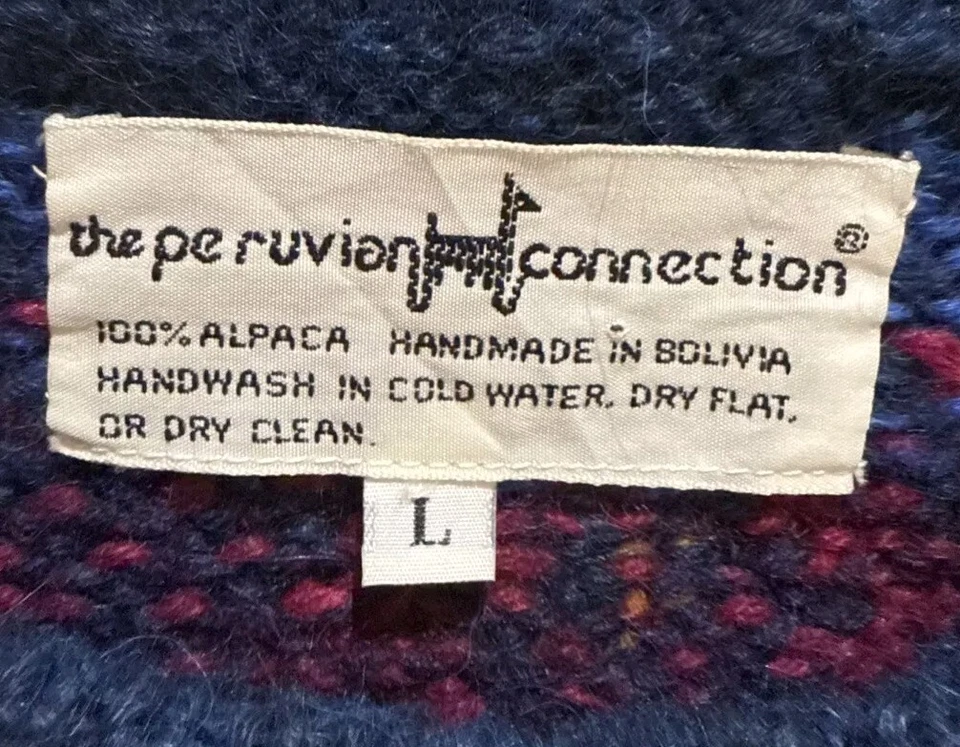 the peruvian connection®
100% ALPACA HANDMADE IN BOLIVIA
HANDWASH IN COLD WATER. DRY FLAT.
OR DRY CLEAN.
L